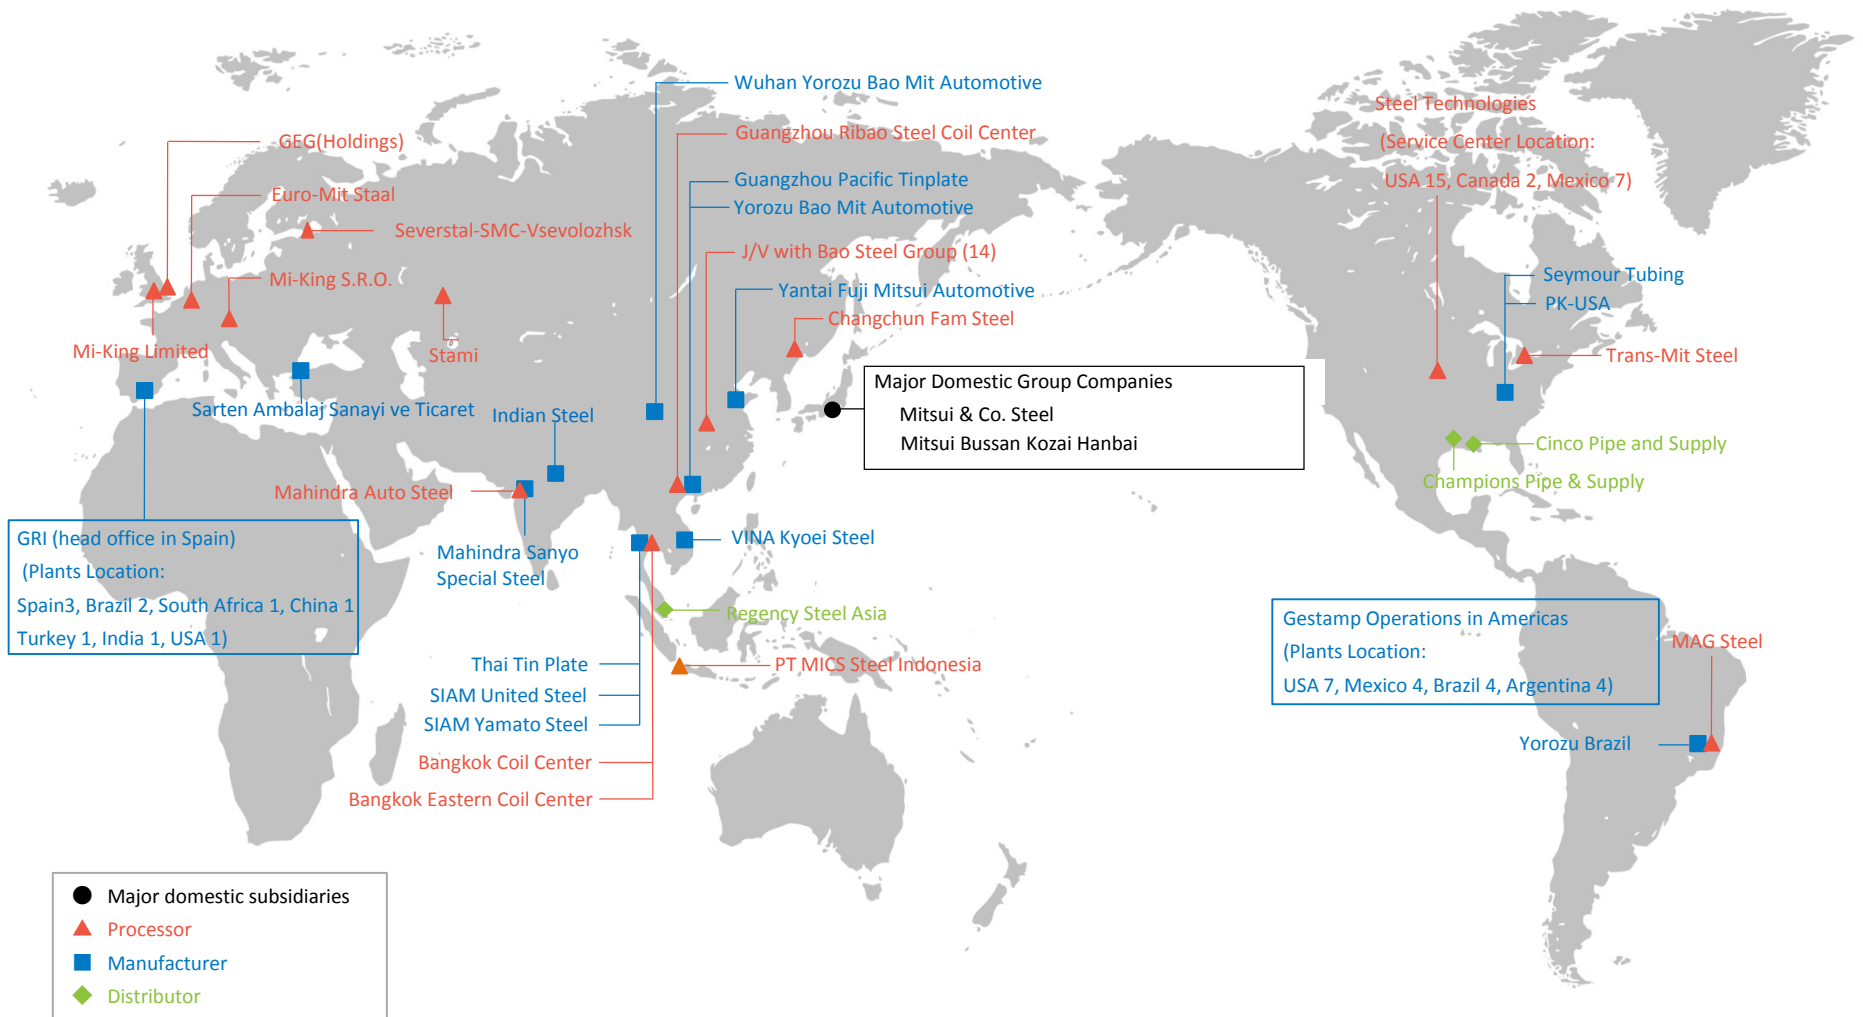 Wuhan Yorozu Bao Mit Automotive
Guangzhou Ribao Steel Coil Center
Guangzhou Pacific Tinplate
Yorozu Bao Mit Automotive
J/V with Bao Steel Group (14)
Yantai Fuji Mitsui Automotive
Changchun Fam Steel
GEG(Holdings)
Euro-Mit Staal
Severstal-SMC-Vsevolozhsk
Mi-King S.R.O.
Mi-King Limited
Stami
Sarten Ambalaj Sanayi ve Ticaret
Indian Steel
Mahindra Auto Steel
Mahindra Sanyo
Special Steel
GRI (head office in Spain)
(Plants Location:
Spain3, Brazil 2, South Africa 1, China 1
Turkey 1, India 1, USA 1)
Major Domestic Group Companies
Mitsui & Co. Steel
Mitsui Bussan Kozai Hanbai
VINA Kyoei Steel
Regency Steel Asia
PT MICS Steel Indonesia
Thai Tin Plate
SIAM United Steel
SIAM Yamato Steel
Bangkok Coil Center
Bangkok Eastern Coil Center
Steel Technologies
(Service Center Location:
USA 15, Canada 2, Mexico 7)
Seymour Tubing
PK-USA
Trans-Mit Steel
Cinco Pipe and Supply
Champions Pipe & Supply
Gestamp Operations in Americas
(Plants Location:
USA 7, Mexico 4, Brazil 4, Argentina 4)
MAG Steel
Yorozu Brazil
Major domestic subsidiaries
Processor
Manufacturer
Distributor